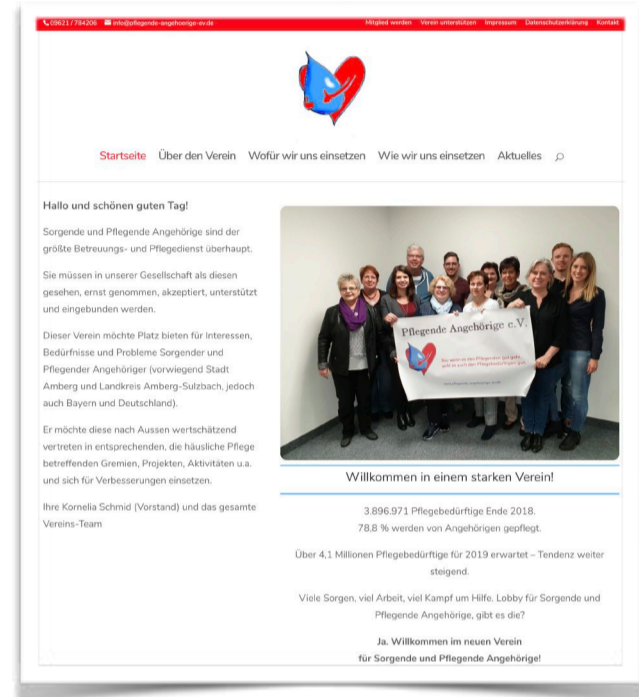 09621 / 784206 info@pflegende-angehoerige-ev.de Mitglied werden Verein unterstützen Impressum Datenschutzerklärung Kontakt
Startseite Über den Verein Wofür wir uns einsetzen Wie wir uns einsetzen Aktuelles
Hallo und schönen guten Tag!
Sorgende und Pflegende Angehörige sind der
größte Betreuungs- und Pflegedienst überhaupt.
Sie müssen in unserer Gesellschaft als diesen
gesehen, ernst genommen, akzeptiert, unterstützt
und eingebunden werden.
Dieser Verein möchte Platz bieten für Interessen,
Bedürfnisse und Probleme Sorgender und
Pflegender Angehöriger (vorwiegend Stadt
Amberg und Landkreis Amberg-Sulzbach, jedoch
auch Bayern und Deutschland).
Er möchte diese nach Aussen wertschätzend
vertreten in entsprechenden, die häusliche Pflege
betreffenden Gremien, Projekten, Aktivitäten u.a.
und sich für Verbesserungen einsetzen.
Ihre Kornelia Schmid (Vorstand) und das gesamte
Vereins-Team
Pflegende Angehörige e.V.
Willkommen in einem starken Verein!
3.896.971 Pflegebedürftige Ende 2018.
78,8 % werden von Angehörigen gepflegt.
Über 4,1 Millionen Pflegebedürftige für 2019 erwartet – Tendenz weiter
steigend.
Viele Sorgen, viel Arbeit, viel Kampf um Hilfe. Lobby für Sorgende und
Pflegende Angehörige, gibt es die?
Ja. Willkommen im neuen Verein
für Sorgende und Pflegende Angehörige!